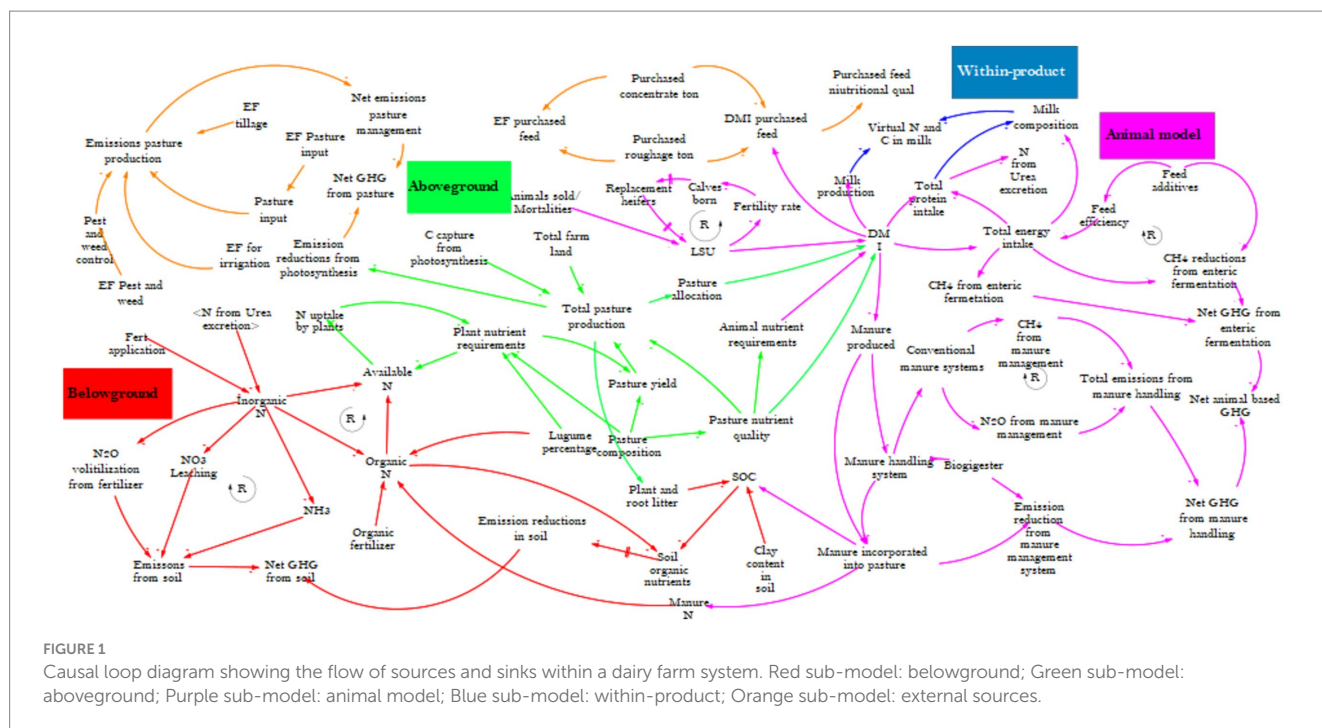 Within-product
Animal model
Aboveground
Belowground
EF
tillage
Net emissions
pasture
management
Emissions pasture
production
EF Pasture
input
Net GHG
from pasture
Pasture
input
Pest
and
weed
control
EF for
irrigation
Emission
reductions from
photosynthesis
EF Pest and
weed
Purchased
concentrate ton
EF purchased
feed
Purchased
roughage ton
DMI purchased
feed
Purchased feed
niutritional qual
Virtual N and
C in milk
Milk
composition
Milk
production
N
from
Urea
excretion
Total
protein
intake
Feed
additives
Feed
efficiency
R
Animals sold/
Mortalities
Replacement
heifers
Calves
born
Fertility rate
R
LSU
DM
I
Total energy
intake
CH4 reductions
from enteric
fermentation
CH4 from enteric
fermetation
Net GHG from
enteric
fermentation
C capture
from
photosynthesis
Total farm
land
Pasture
allocation
Total pasture
production
<N from Urea
excretion>
N uptake
by plants
Plant nutrient
requirements
Animal nutrient
requirements
Manure
produced
Conventional
manure systems
CH4
from
manure
management
R
Total emissions from
manure handling
Net animal based
GHG
Fert
application
Available
N
Inorganic
N
R
Pasture yield
Pasture nutrient
quality
N2O from manure
management
N2O
volitilization
from fertilizer
NO3
Leaching
R
Organic
N
Lugume
percentage
Pasture
composition
SOC
Manure handling
system
Biogigester
NH3
Plant and
root litter
Organic
fertilizer
Emission reductions
in soil
Emission
reduction
from
manure
management
system
Net GHG
from manure
handling
Emissons
from soil
Net GHG
from soil
Soil
organic
nutrients
Clay
content
in
soil
Manure incorporated
into pasture
Manure
N
FIGURE 1
Causal loop diagram showing the flow of sources and sinks within a dairy farm system. Red sub-model: belowground; Green sub-model:
aboveground; Purple sub-model: animal model; Blue sub-model: within-product; Orange sub-model: external sources.